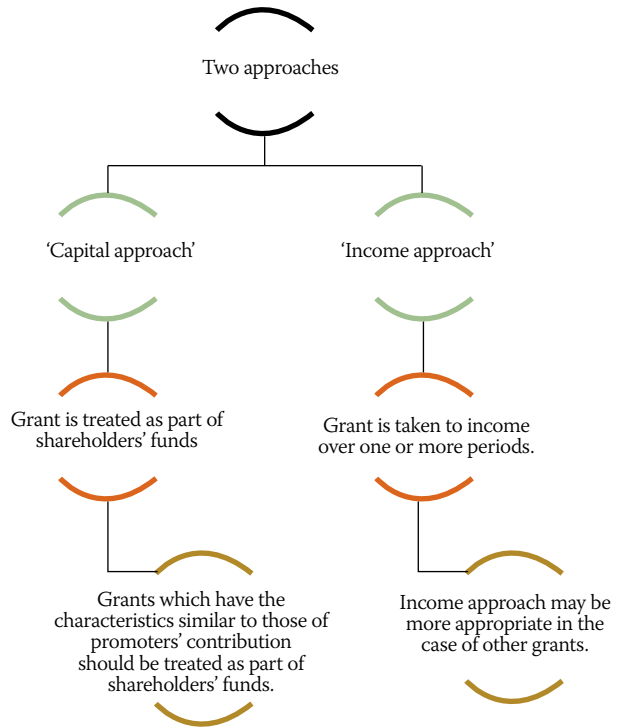 Two approaches
‘Capital approach’
‘Income approach’
Grant is treated as part of
shareholders’ funds
Grant is taken to income
over one or more periods.
Grants which have the
characteristics similar to those of
promoters’ contribution
should be treated as part of
shareholders’ funds.
Income approach may be
more appropriate in the
case of other grants.